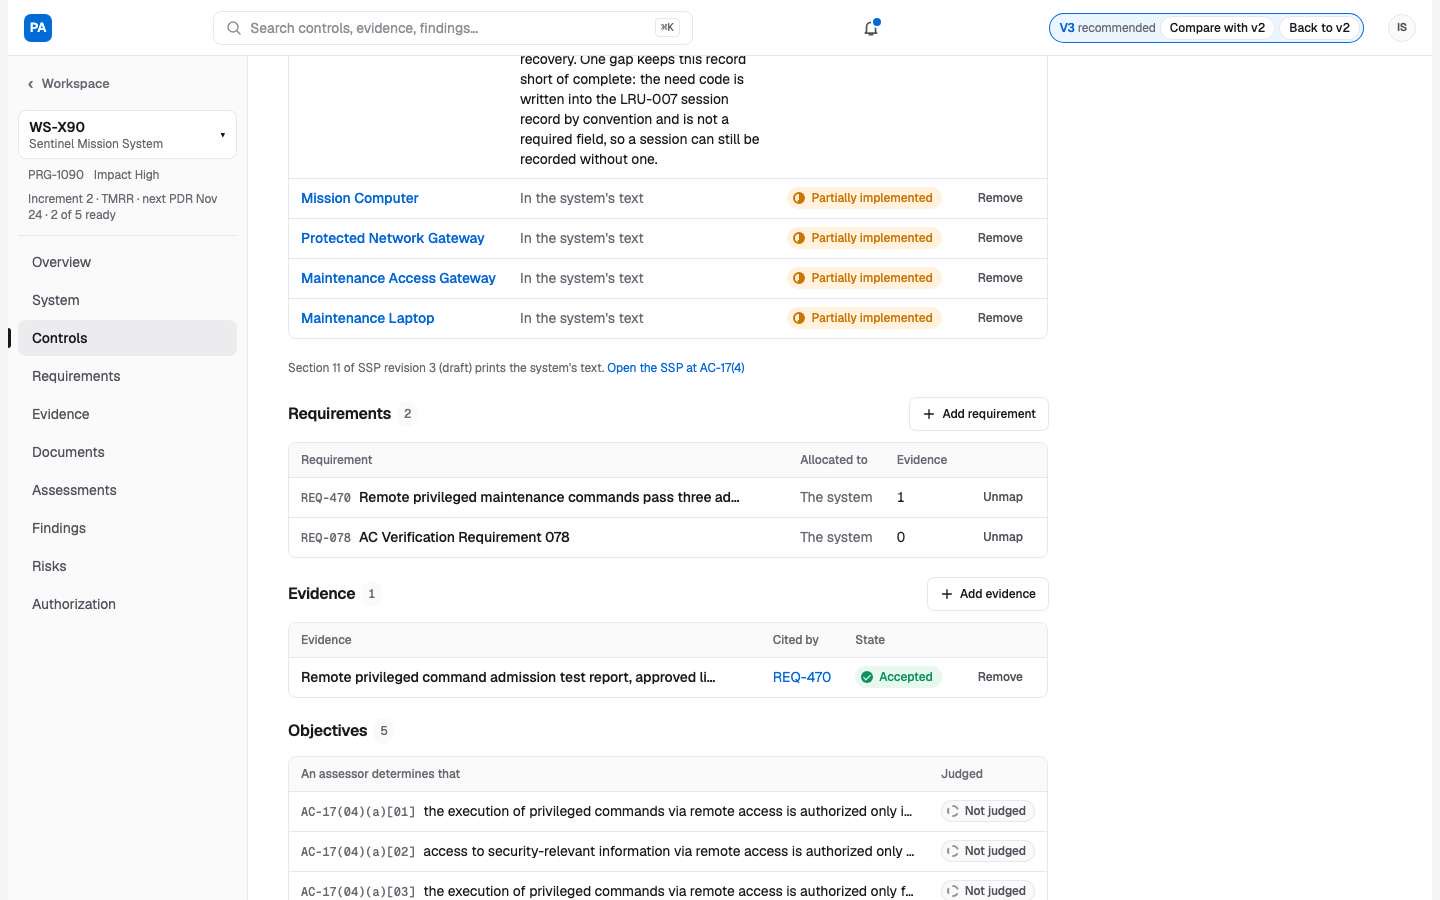 PA
Search controls, evidence, findings...
⌘K
V3 recommended
Compare with v2
Back to v2
IS
Workspace
WS-X90
Sentinel Mission System
PRG-1090 Impact High
Increment 2 · TMRR · next PDR Nov
24 · 2 of 5 ready
Overview
System
Controls
Requirements
Evidence
Documents
Assessments
Findings
Risks
Authorization
recovery. One gap keeps this record
short of complete: the need code is
written into the LRU-007 session
record by convention and is not a
required field, so a session can still be
recorded without one.
Mission Computer In the system's text Partially implemented Remove
Protected Network Gateway In the system's text Partially implemented Remove
Maintenance Access Gateway In the system's text Partially implemented Remove
Maintenance Laptop In the system's text Partially implemented Remove
Section 11 of SSP revision 3 (draft) prints the system's text. Open the SSP at AC-17(4)
Requirements 2
+ Add requirement
Requirement Allocated to Evidence
REQ-470 Remote privileged maintenance commands pass three ad... The system 1 Unmap
REQ-078 AC Verification Requirement 078 The system 0 Unmap
Evidence 1
+ Add evidence
Evidence Cited by State
Remote privileged command admission test report, approved li... REQ-470 Accepted Remove
Objectives 5
An assessor determines that Judged
AC-17(04)(a)[01] the execution of privileged commands via remote access is authorized only i... Not judged
AC-17(04)(a)[02] access to security-relevant information via remote access is authorized only ... Not judged
AC-17(04)(a)[03] the execution of privileged commands via remote access is authorized only f... Not judged